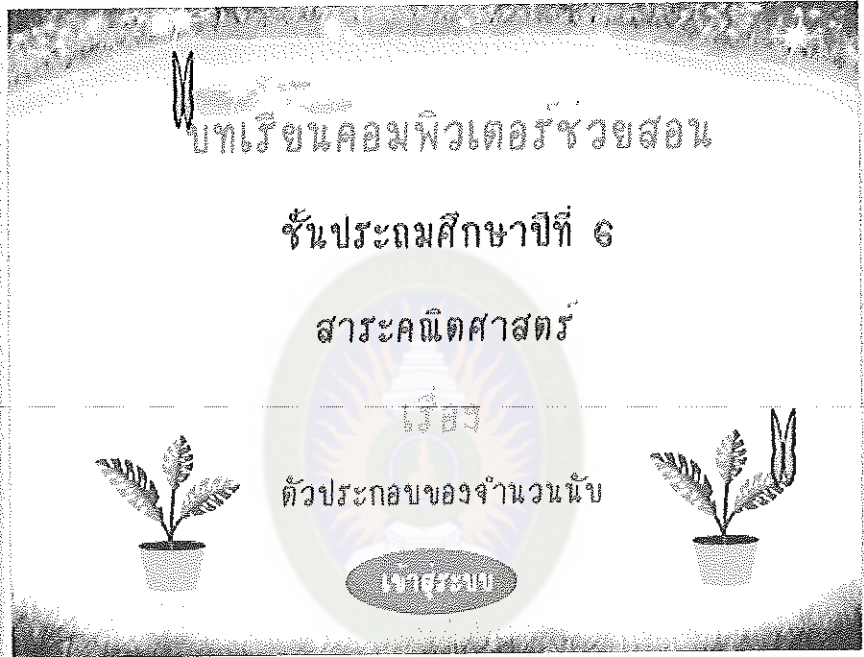 บทเรียนคอมพิวเตอร์ช่วยสอน
ชั้นประถมศึกษาปีที่ 6
สาระคณิตศาสตร์
เรื่อง
ตัวประกอบของจำนวนนับ
เข้าสู่ระบบ